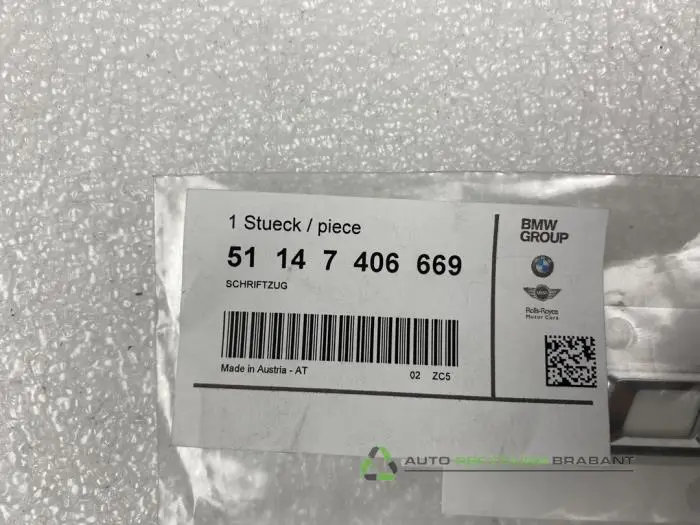 1 Stueck / piece
51 14 7 406 669
SCHRIFTZUG
Made in Austria - AT
02 ZC5
BMW
GROUP
Rolls-Royce
Motor Cars
AUTO RECYCLING BRABANT